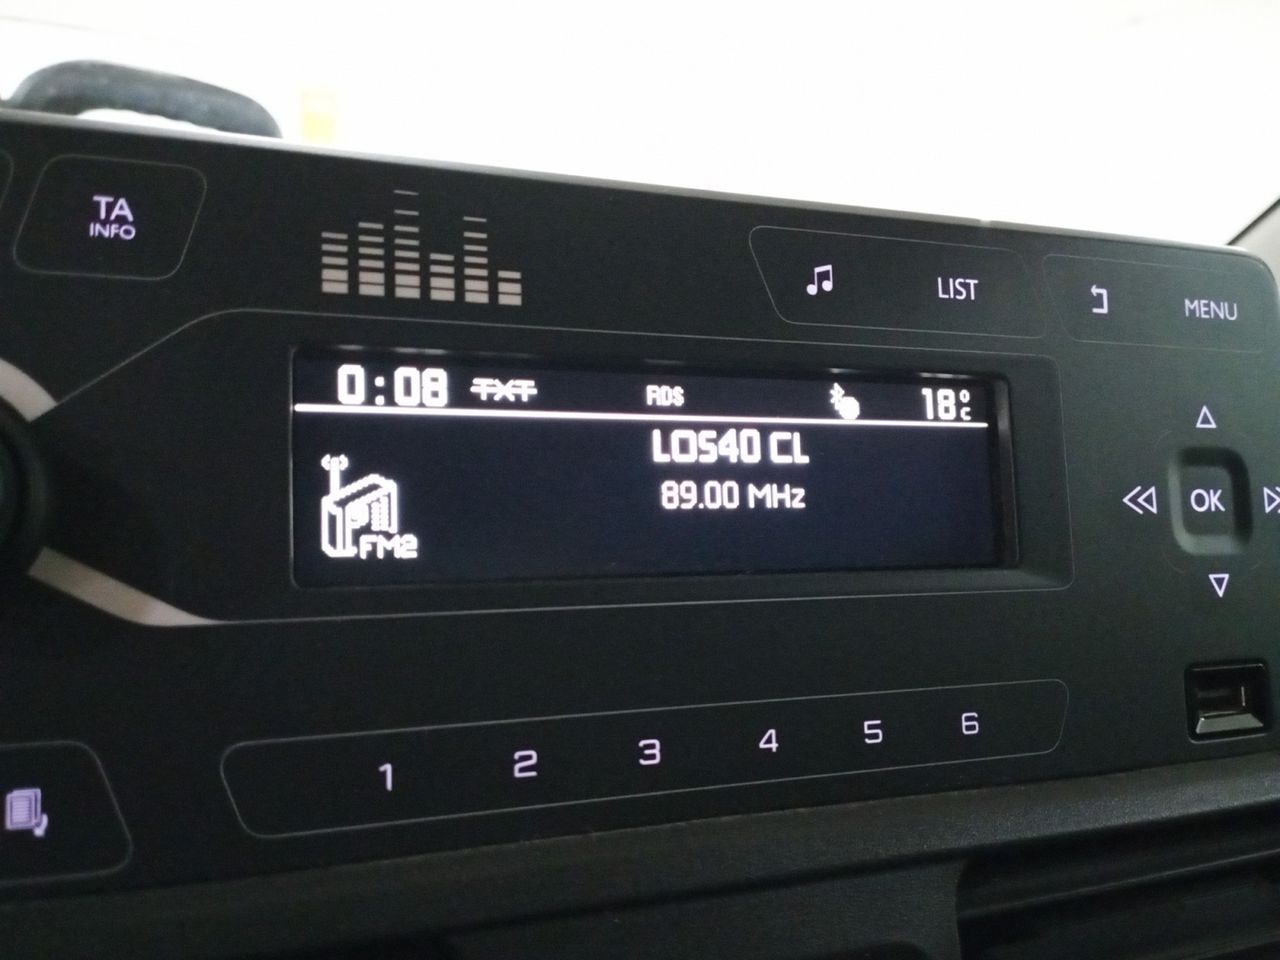 TA
INFO
LIST
MENU
0:08 TXT RDS 18°C
LOS40 CL
89.00 MHz
FM2
OK
1 2 3 4 5 6